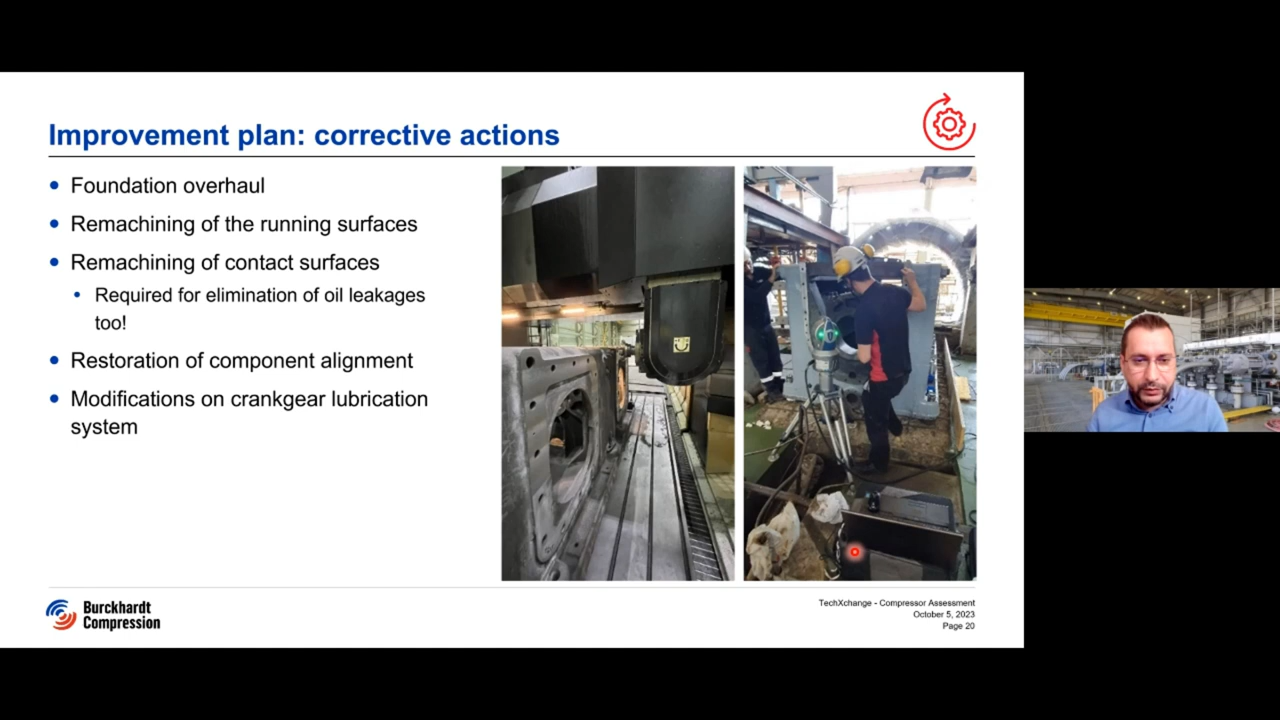 Improvement plan: corrective actions
Foundation overhaul
Remachining of the running surfaces
Remachining of contact surfaces
Required for elimination of oil leakages
too!
Restoration of component alignment
Modifications on crankgear lubrication
system
Burckhardt
Compression
TechXchange - Compressor Assessment
October 5, 2023
Page 20